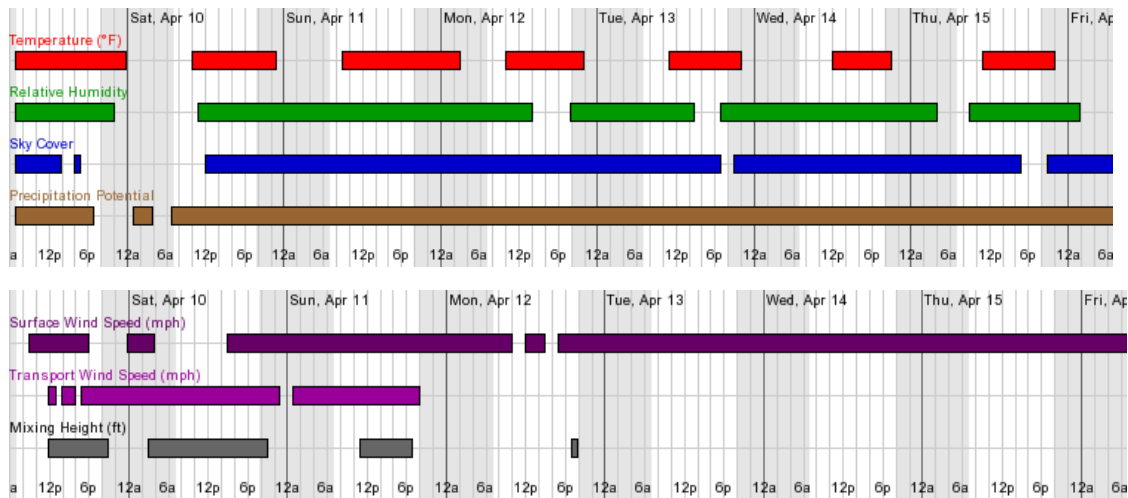 Sat, Apr 10 Sun, Apr 11 Mon, Apr 12 Tue, Apr 13 Wed, Apr 14 Thu, Apr 15 Fri, Ap
Temperature (°F)
Relative Humidity
Sky Cover
Precipitation Potential
a 12p 6p 12a 6a 12p 6p 12a 6a 12p 6p 12a 6a 12p 6p 12a 6a 12p 6p 12a 6a 12p 6p 12a 6a 12p 6p 12a 6a
Sat, Apr 10 Sun, Apr 11 Mon, Apr 12 Tue, Apr 13 Wed, Apr 14 Thu, Apr 15 Fri, Ap
Surface Wind Speed (mph)
Transport Wind Speed (mph)
Mixing Height (ft)
a 12p 6p 12a 6a 12p 6p 12a 6a 12p 6p 12a 6a 12p 6p 12a 6a 12p 6p 12a 6a 12p 6p 12a 6a 12p 6p 12a 6a